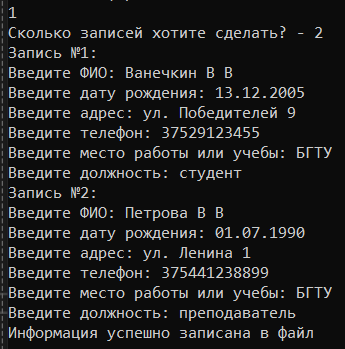 1
Сколько записей хотите сделать? - 2
Запись №1:
Введите ФИО: Ванечкин В В
Введите дату рождения: 13.12.2005
Введите адрес: ул. Победителей 9
Введите телефон: 37529123455
Введите место работы или учебы: БГТУ
Введите должность: студент
Запись №2:
Введите ФИО: Петрова В В
Введите дату рождения: 01.07.1990
Введите адрес: ул. Ленина 1
Введите телефон: 375441238899
Введите место работы или учебы: БГТУ
Введите должность: преподаватель
Информация успешно записана в файл